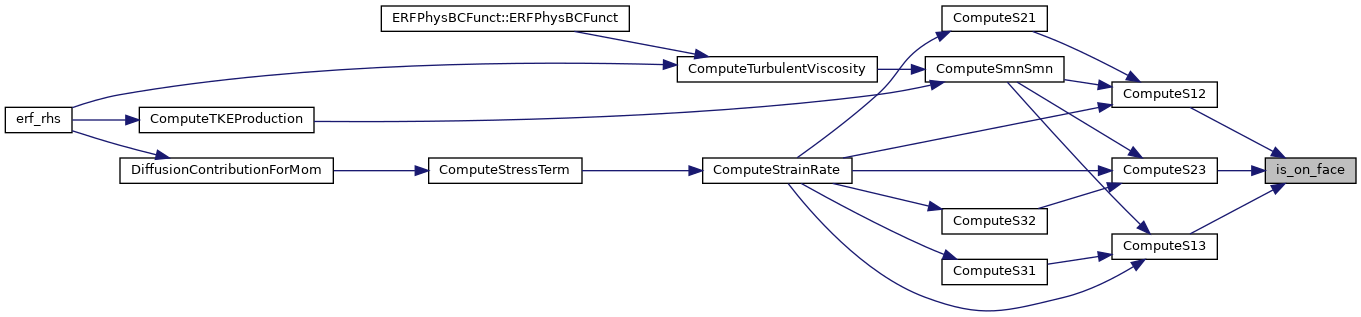 ERFPhysBCFunct::ERFPhysBCFunct
ComputeS21
ComputeTurbulentViscosity
ComputeSmnSmn
ComputeS12
erf_rhs
ComputeTKEProduction
DiffusionContributionForMom
ComputeStressTerm
ComputeStrainRate
ComputeS23
is_on_face
ComputeS32
ComputeS13
ComputeS31